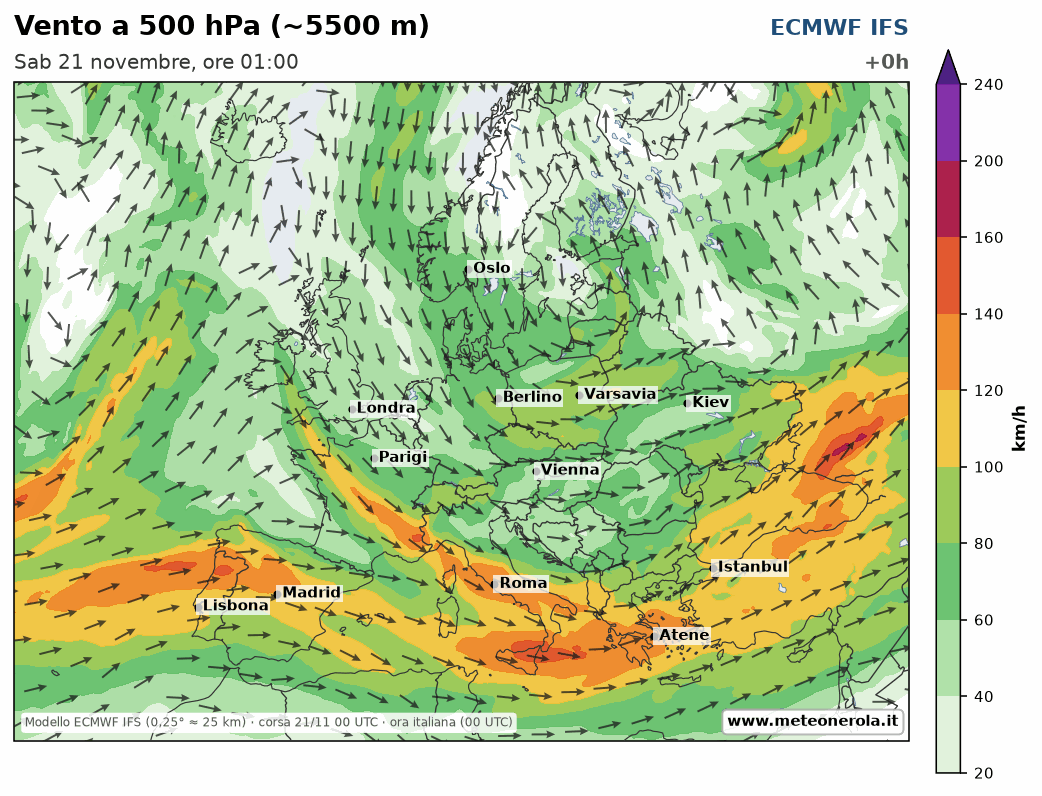 Vento a 500 hPa (~5500 m)
ECMWF IFS
Sab 21 novembre, ore 01:00
+0h
240
200
160
140
120
100
80
60
40
20
km/h
Oslo
Berlino
Varsavia
Kiev
Londra
Parigi
Vienna
Istanbul
Roma
Madrid
Lisbona
Atene
Modello ECMWF IFS (0,25° ≈ 25 km) · corsa 21/11 00 UTC · ora italiana (00 UTC)
www.meteonerola.it